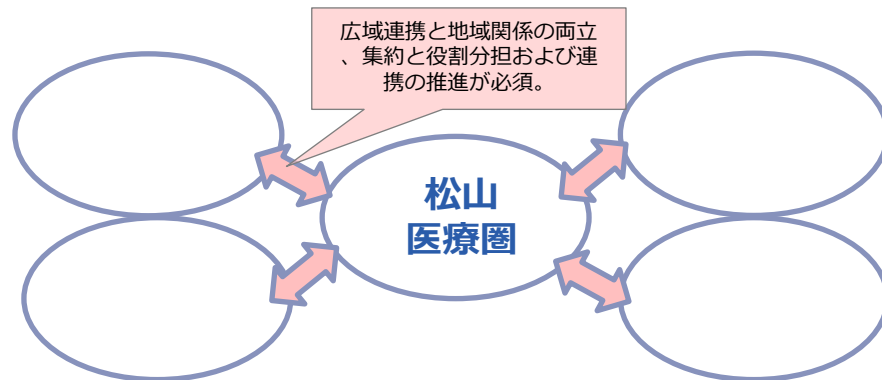 広域連携と地域関係の両立
、集約と役割分担および連
携の推進が必須。
松山
医療圏